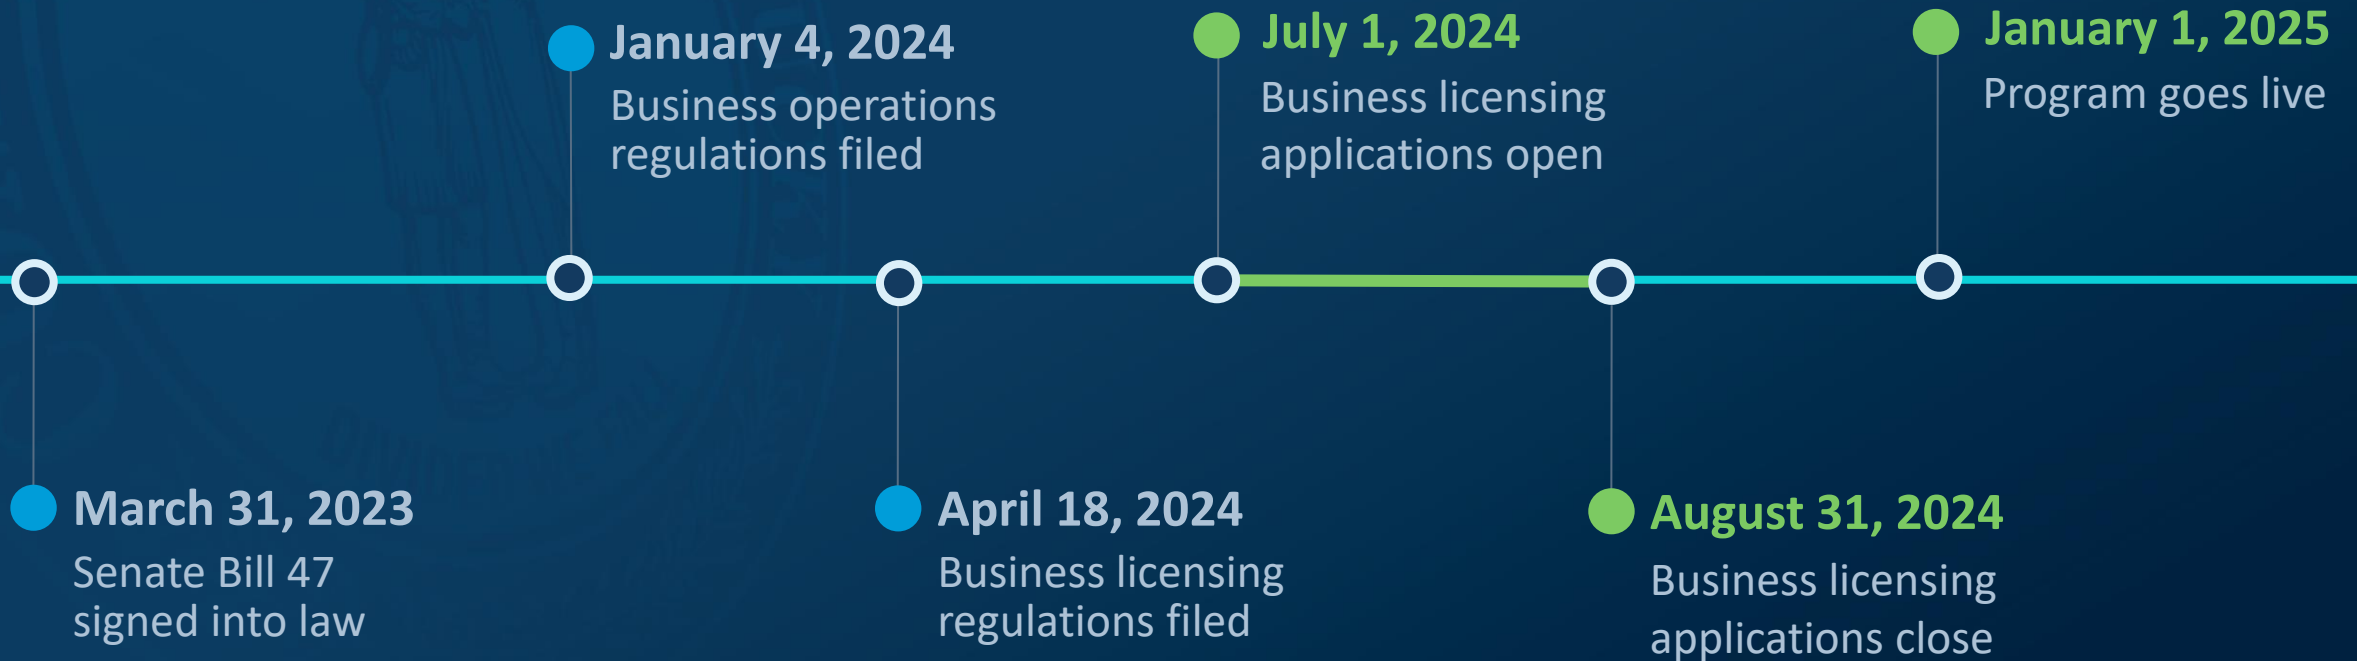 March 31, 2023
Senate Bill 47
signed into law
January 4, 2024
Business operations
regulations filed
April 18, 2024
Business licensing
regulations filed
July 1, 2024
Business licensing
applications open
August 31, 2024
Business licensing
applications close
January 1, 2025
Program goes live